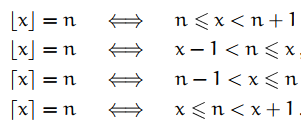 ⌊x⌋ = n ⟺ n ⩽ x < n + 1
⌊x⌋ = n ⟺ x − 1 < n ⩽ x,
⌈x⌉ = n ⟺ n − 1 < x ⩽ n
⌈x⌉ = n ⟺ x ⩽ n < x + 1.